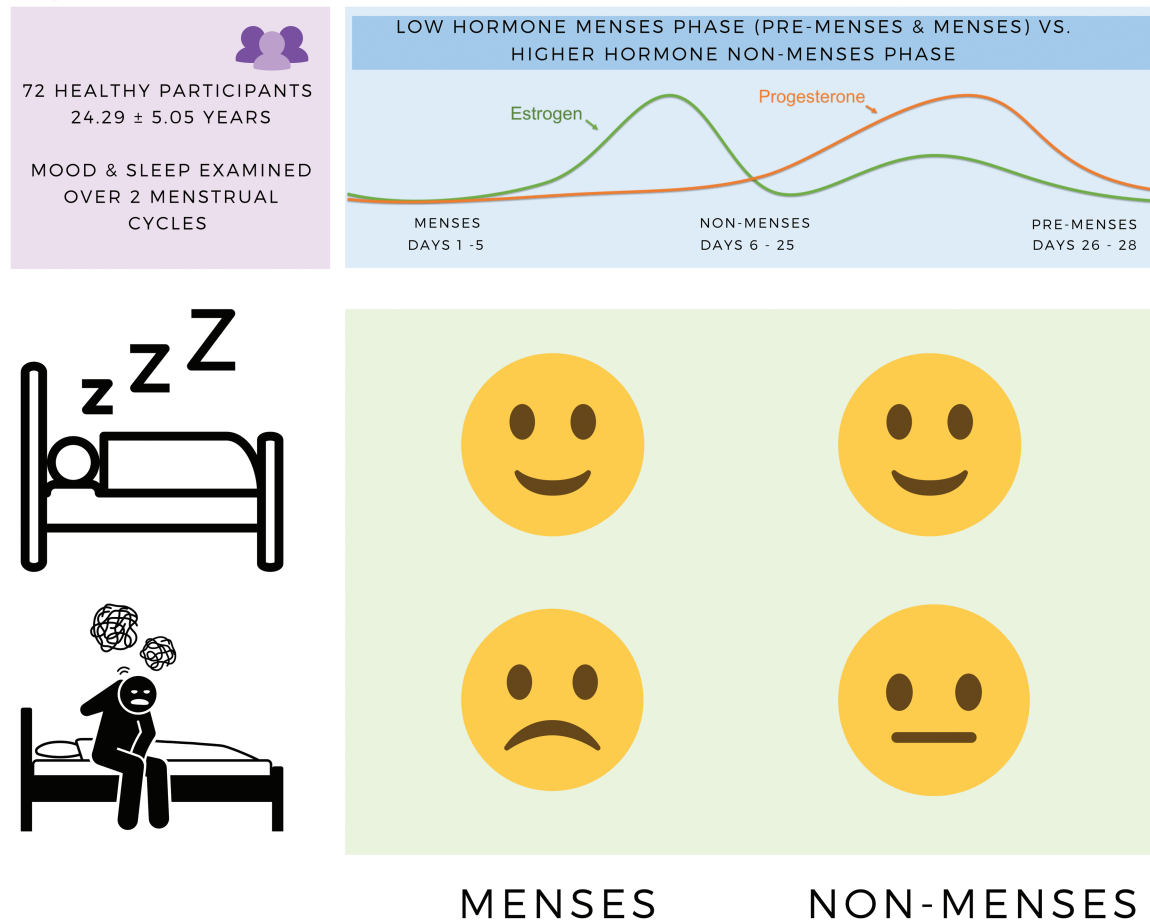 72 HEALTHY PARTICIPANTS
24.29 ± 5.05 YEARS
MOOD & SLEEP EXAMINED
OVER 2 MENSTRUAL
CYCLES
LOW HORMONE MENSES PHASE (PRE-MENSES & MENSES) VS.
HIGHER HORMONE NON-MENSES PHASE
Estrogen
Progesterone
MENSES
DAYS 1 -5
NON-MENSES
DAYS 6 - 25
PRE-MENSES
DAYS 26 - 28
z Z Z
MENSES
NON-MENSES